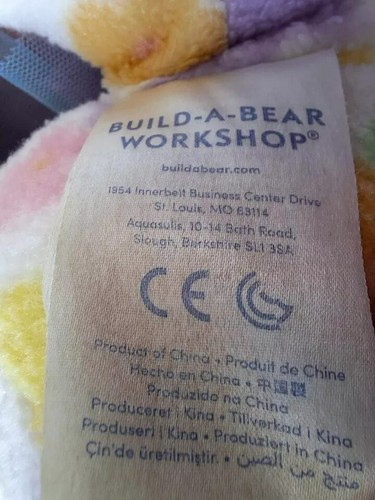 BUILD-A-BEAR
WORKSHOP®
buildabear.com
1954 Innerbelt Business Center Drive
St. Louis, MO 63114
Aquasulis, 10-14 Bath Road,
Slough, Berkshire SL1 3SA
CE
Product of China • Produit de Chine
Hecho en China • 中国製
Produzido na China
Produceret i Kina • Tillverkad i Kina
Produsert i Kina • Produziert in China
Çin'de üretilmiştir. • منتج من الصين